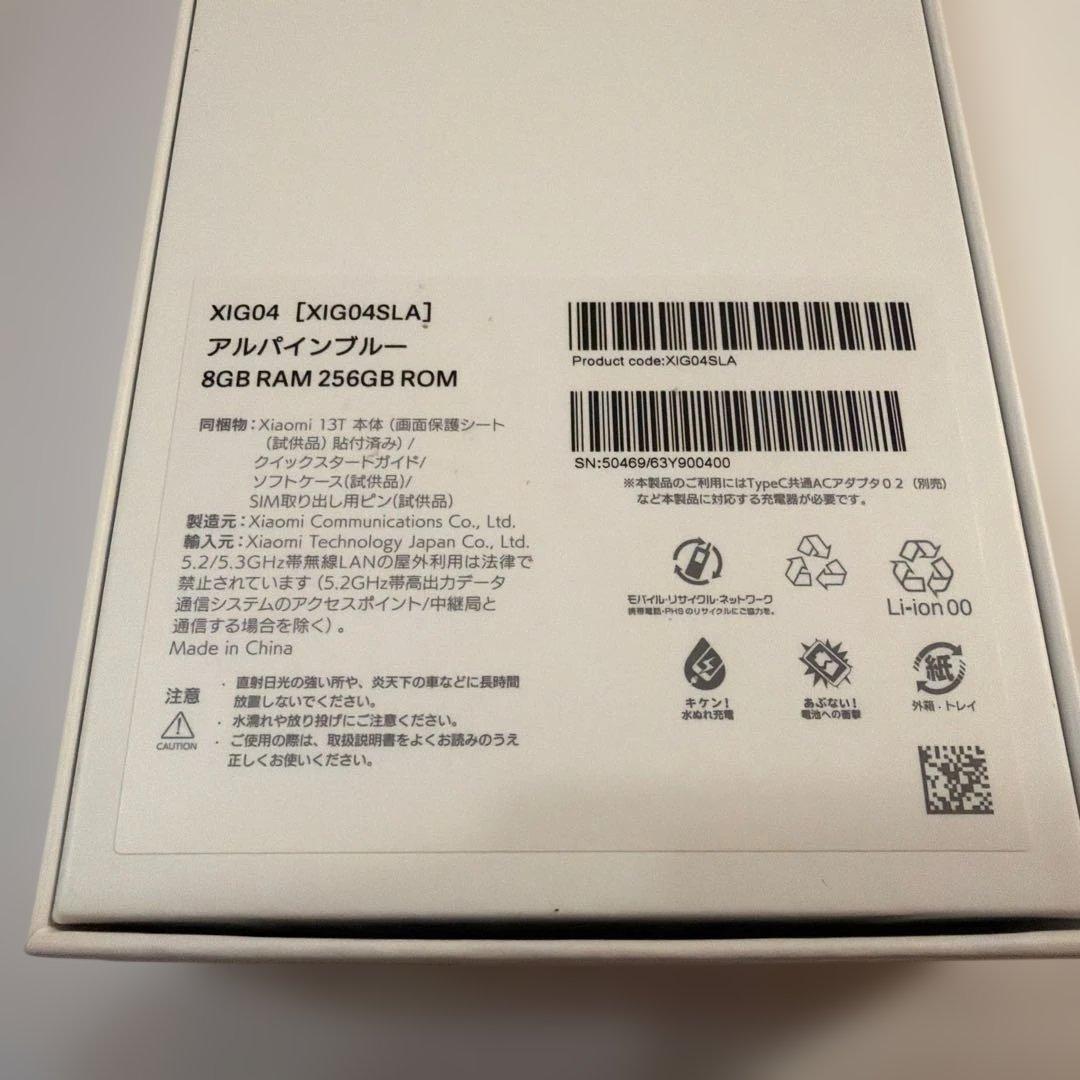 XIG04 [XIG04SLA]
アルパインブルー
8GB RAM 256GB ROM
同梱物:Xiaomi 13T 本体(画面保護シート
(試供品)貼付済み)/
クイックスタートガイド/
ソフトケース(試供品)/
SIM取り出し用ピン(試供品)
製造元:Xiaomi Communications Co., Ltd.
輸入元:Xiaomi Technology Japan Co., Ltd.
5.2/5.3GHz帯無線LANの屋外利用は法律で
禁止されています(5.2GHz帯高出力データ
通信システムのアクセスポイント/中継局と
通信する場合を除く)。
Made in China
注意
CAUTION
・直射日光の強い所や、炎天下の車などに長時間
放置しないでください。
・水濡れや放り投げにご注意ください。
・ご使用の際は、取扱説明書をよくお読みのうえ
正しくお使いください。
Product code:XIG04SLA
SN:50469/63Y900400
※本製品のご利用にはTypeC共通ACアダプタ02(別売)
など本製品に対応する充電器が必要です。
モバイル・リサイクル・ネットワーク
携帯電話・PHSのリサイクルにご協力を。
Li-ion 00
キケン!
水ぬれ充電
あぶない!
電池への衝撃
紙
外箱・トレイ